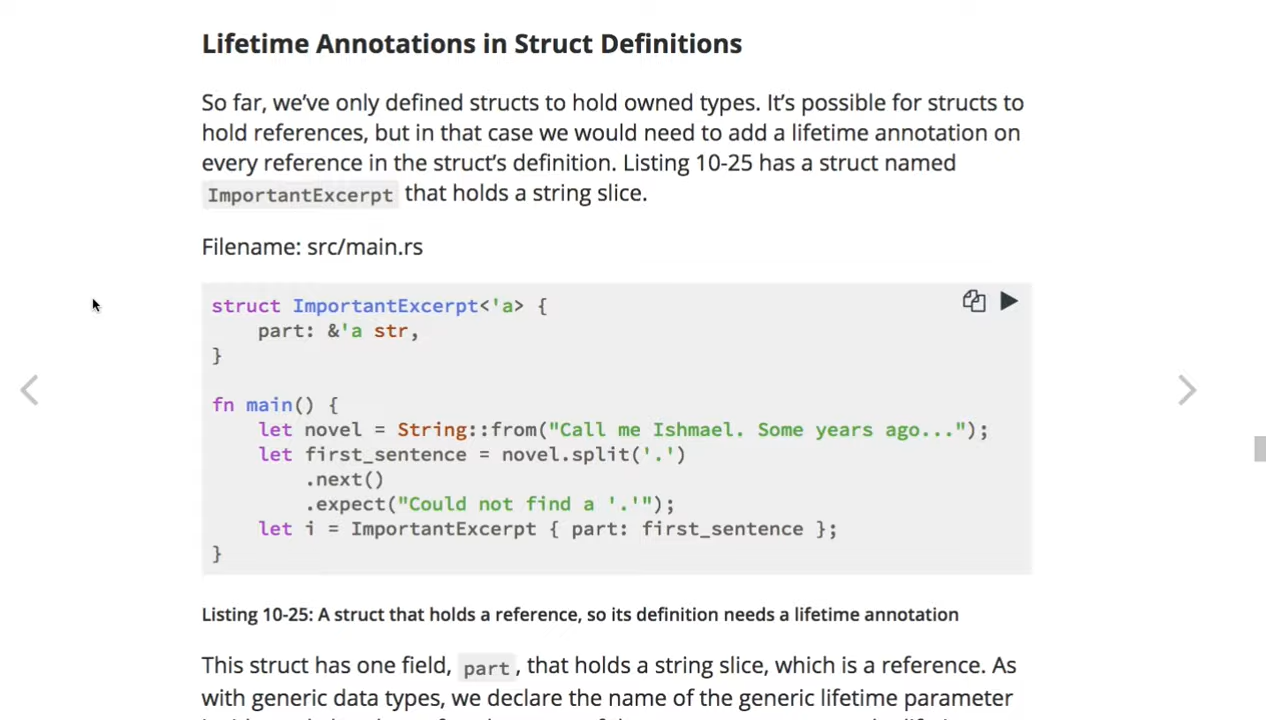 Lifetime Annotations in Struct Definitions
So far, we’ve only defined structs to hold owned types. It’s possible for structs to
hold references, but in that case we would need to add a lifetime annotation on
every reference in the struct’s definition. Listing 10-25 has a struct named
ImportantExcerpt that holds a string slice.
Filename: src/main.rs
struct ImportantExcerpt<'a> {
    part: &'a str,
}
fn main() {
    let novel = String::from("Call me Ishmael. Some years ago...");
    let first_sentence = novel.split('.')
        .next()
        .expect("Could not find a '.'");
    let i = ImportantExcerpt { part: first_sentence };
}
Listing 10-25: A struct that holds a reference, so its definition needs a lifetime annotation
This struct has one field, part, that holds a string slice, which is a reference. As
with generic data types, we declare the name of the generic lifetime parameter